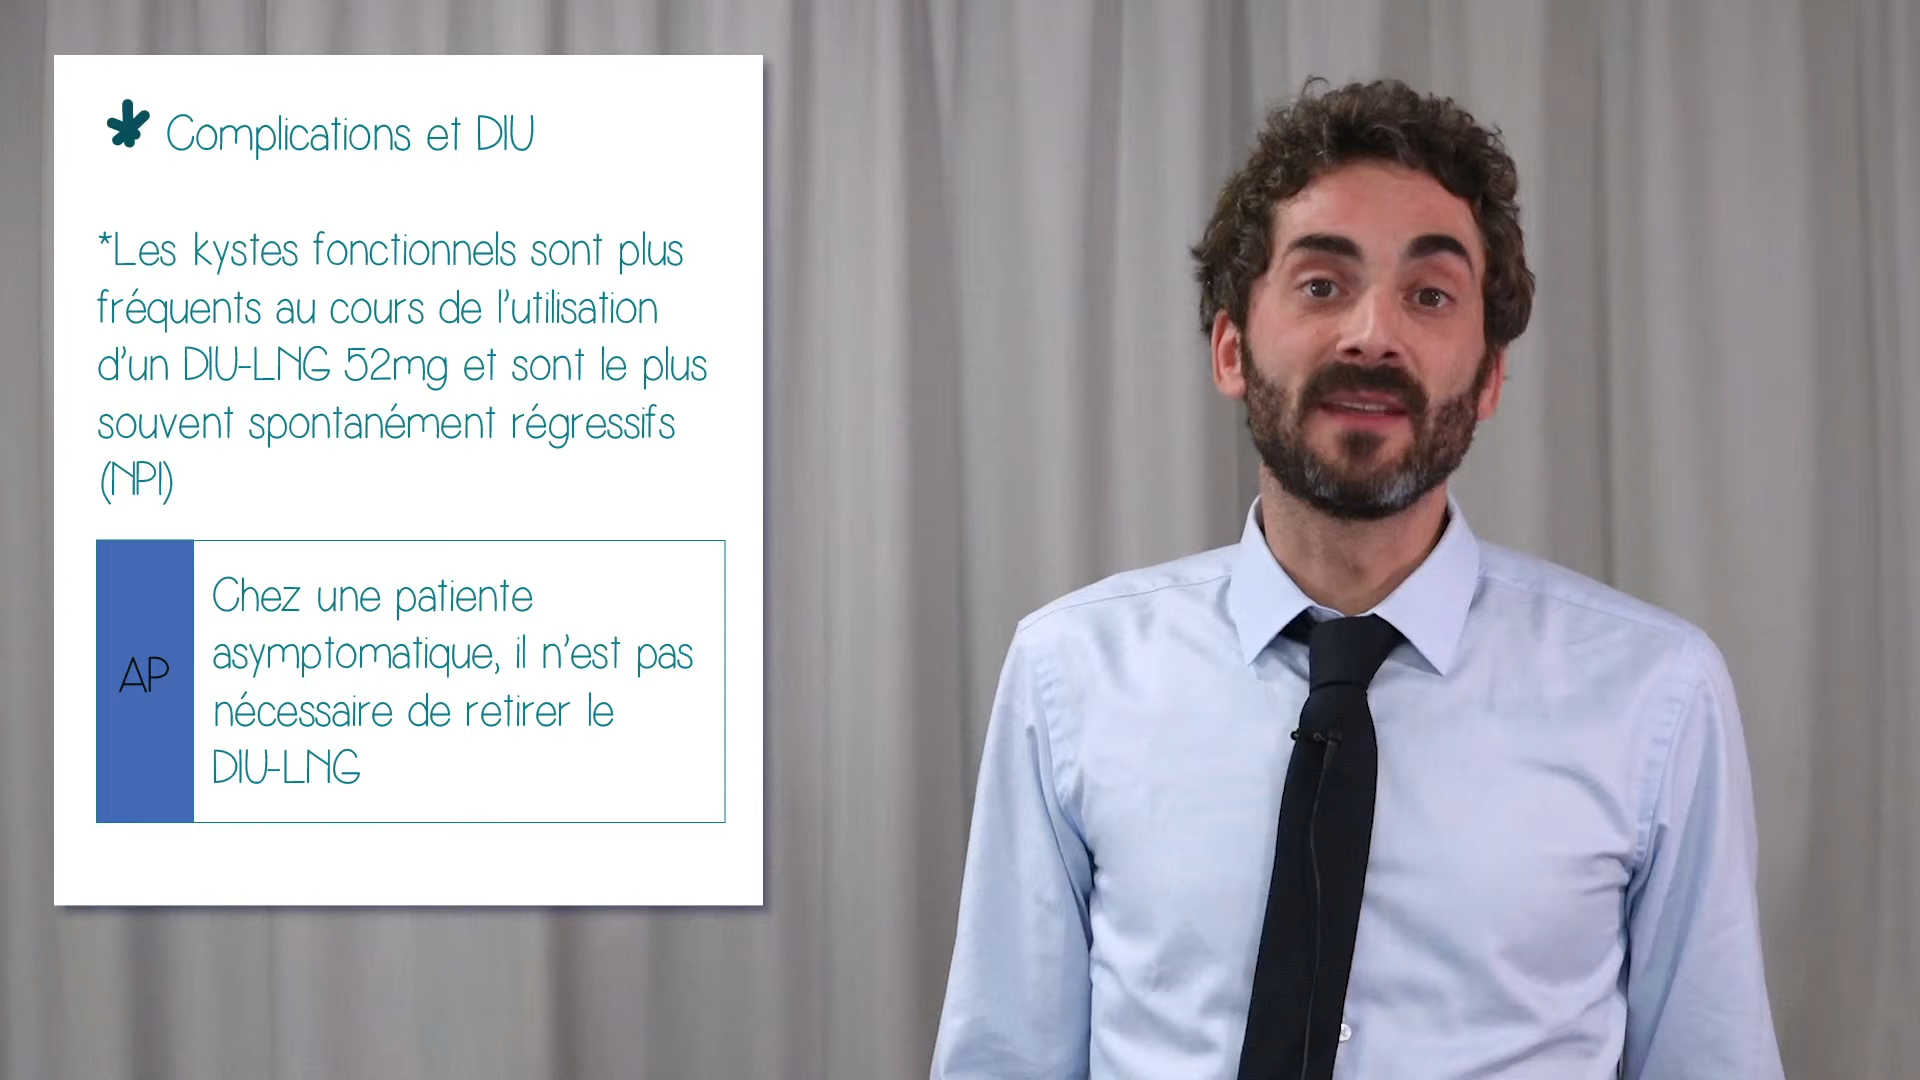 Complications et DIU
*Les kystes fonctionnels sont plus
fréquents au cours de l'utilisation
d'un DIU-LNG 52mg et sont le plus
souvent spontanément régressifs
(NPI)
AP
Chez une patiente
asymptomatique, il n'est pas
nécessaire de retirer le
DIU-LNG